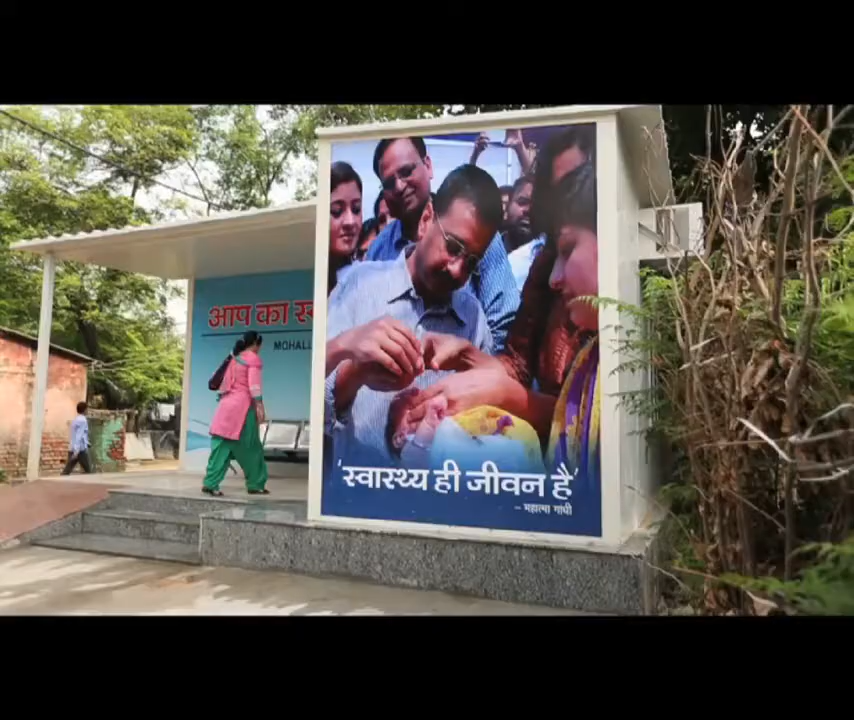 आप का
MOHALL
'स्वास्थ्य ही जीवन है'
– महात्मा गांधी